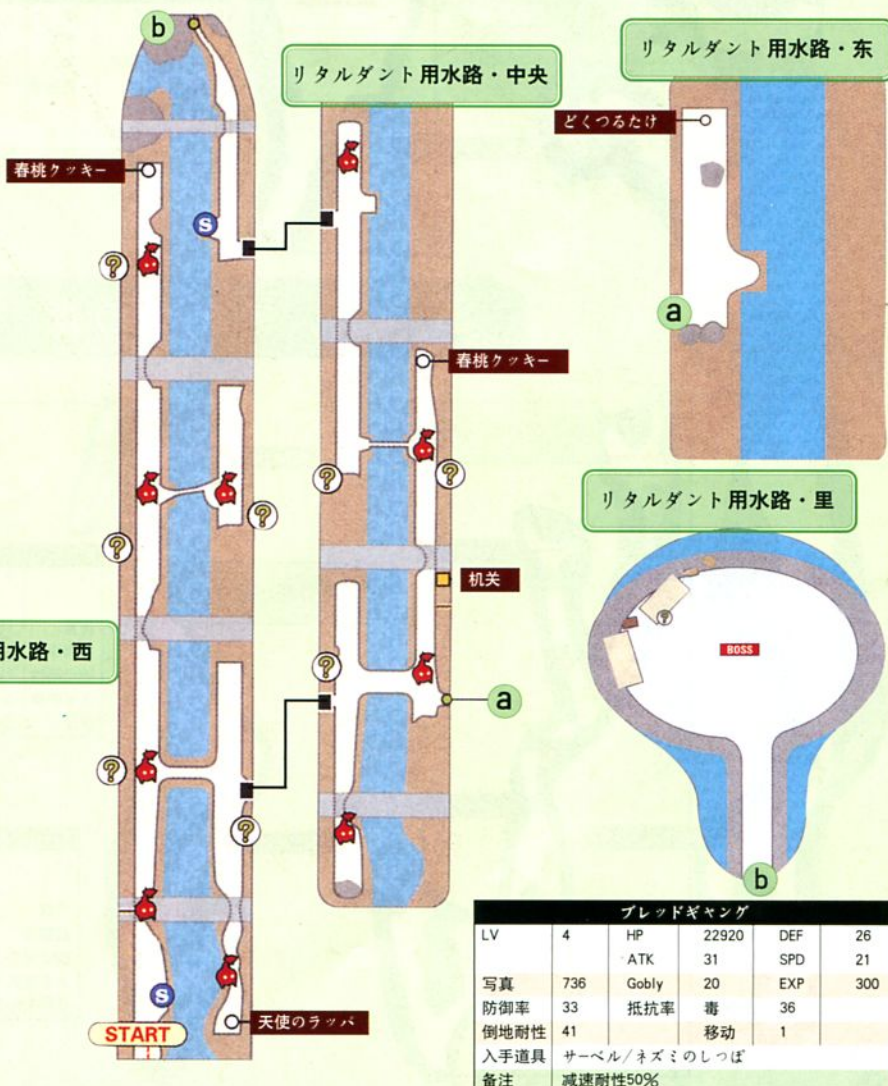 b
リタルダント用水路・中央
リタルダント用水路・东
どくつるたけ
春桃クッキー
S
?
a
春桃クッキー
?
?
?
リタルダント用水路・里
?
机关
用水路・西
?
?
BOSS
a
?
?
b
S
天使のラッパ
START
ブレッドギャング
LV 4 HP 22920 DEF 26
ATK 31 SPD 21
写真 736 Gobly 20 EXP 300
防御率 33 抵抗率 毒 36
倒地耐性 41 移动 1
入手道具 サーベル/ネズミのしっぽ
备注 减速耐性50%